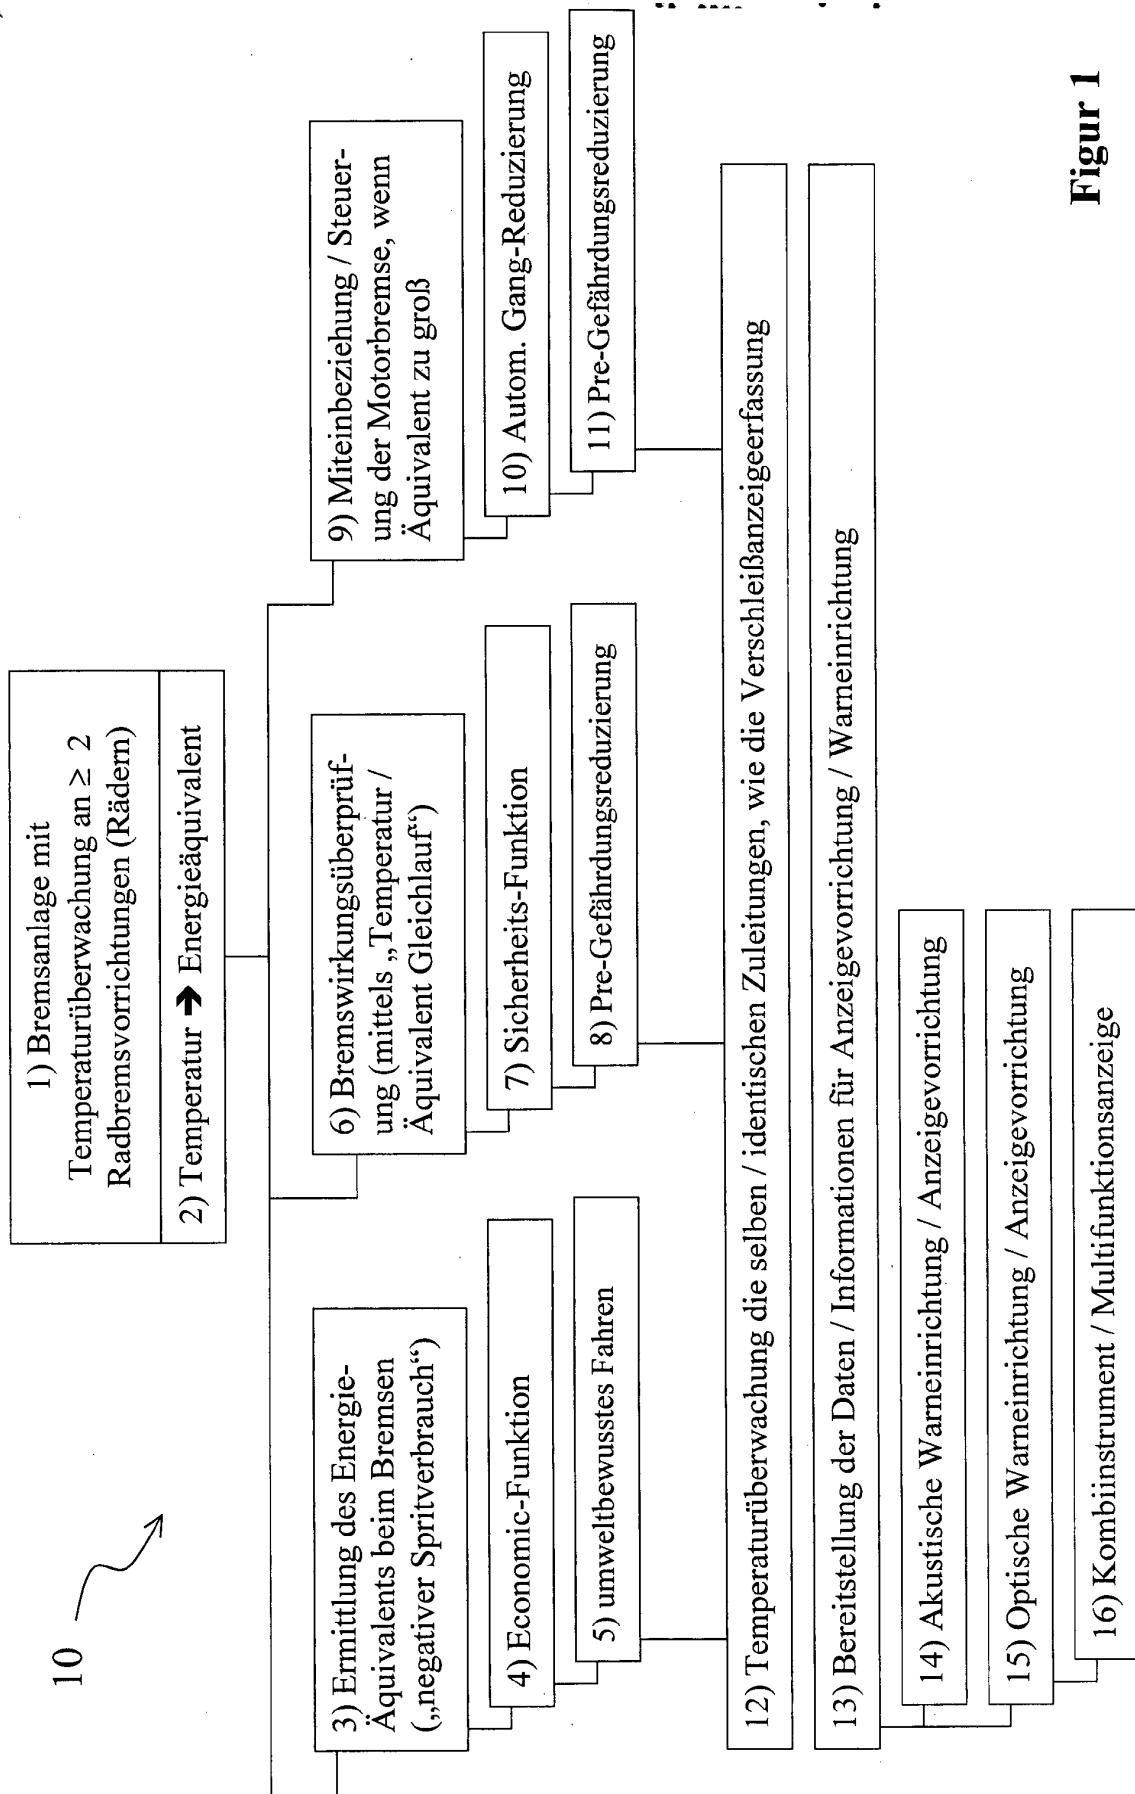 1) Bremsanlage mit
Temperaturüberwachung an ≥ 2
Radbremsvorrichtungen (Rädern)
2) Temperatur ➔ Energieäquivalent
10
3) Ermittlung des Energie-
Äquivalents beim Bremsen
(„negativer Spritverbrauch“)
4) Economic-Funktion
5) umweltbewusstes Fahren
6) Bremswirkungsüberprüf-
ung (mittels „Temperatur /
Äquivalent Gleichlauf“)
7) Sicherheits-Funktion
8) Pre-Gefährdungsreduzierung
9) Miteinbeziehung / Steuer-
ung der Motorbremse, wenn
Äquivalent zu groß
10) Autom. Gang-Reduzierung
11) Pre-Gefährdungsreduzierung
12) Temperaturüberwachung die selben / identischen Zuleitungen, wie die Verschleißanzeigeerfassung
13) Bereitstellung der Daten / Informationen für Anzeigevorrichtung / Warneinrichtung
14) Akustische Warneinrichtung / Anzeigevorrichtung
15) Optische Warneinrichtung / Anzeigevorrichtung
16) Kombiinstrument / Multifunktionsanzeige
Figur 1